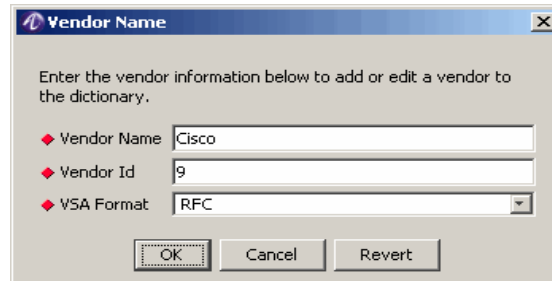 Vendor Name
Enter the vendor information below to add or edit a vendor to
the dictionary.
Vendor Name Cisco
Vendor Id 9
VSA Format RFC
OK Cancel Revert